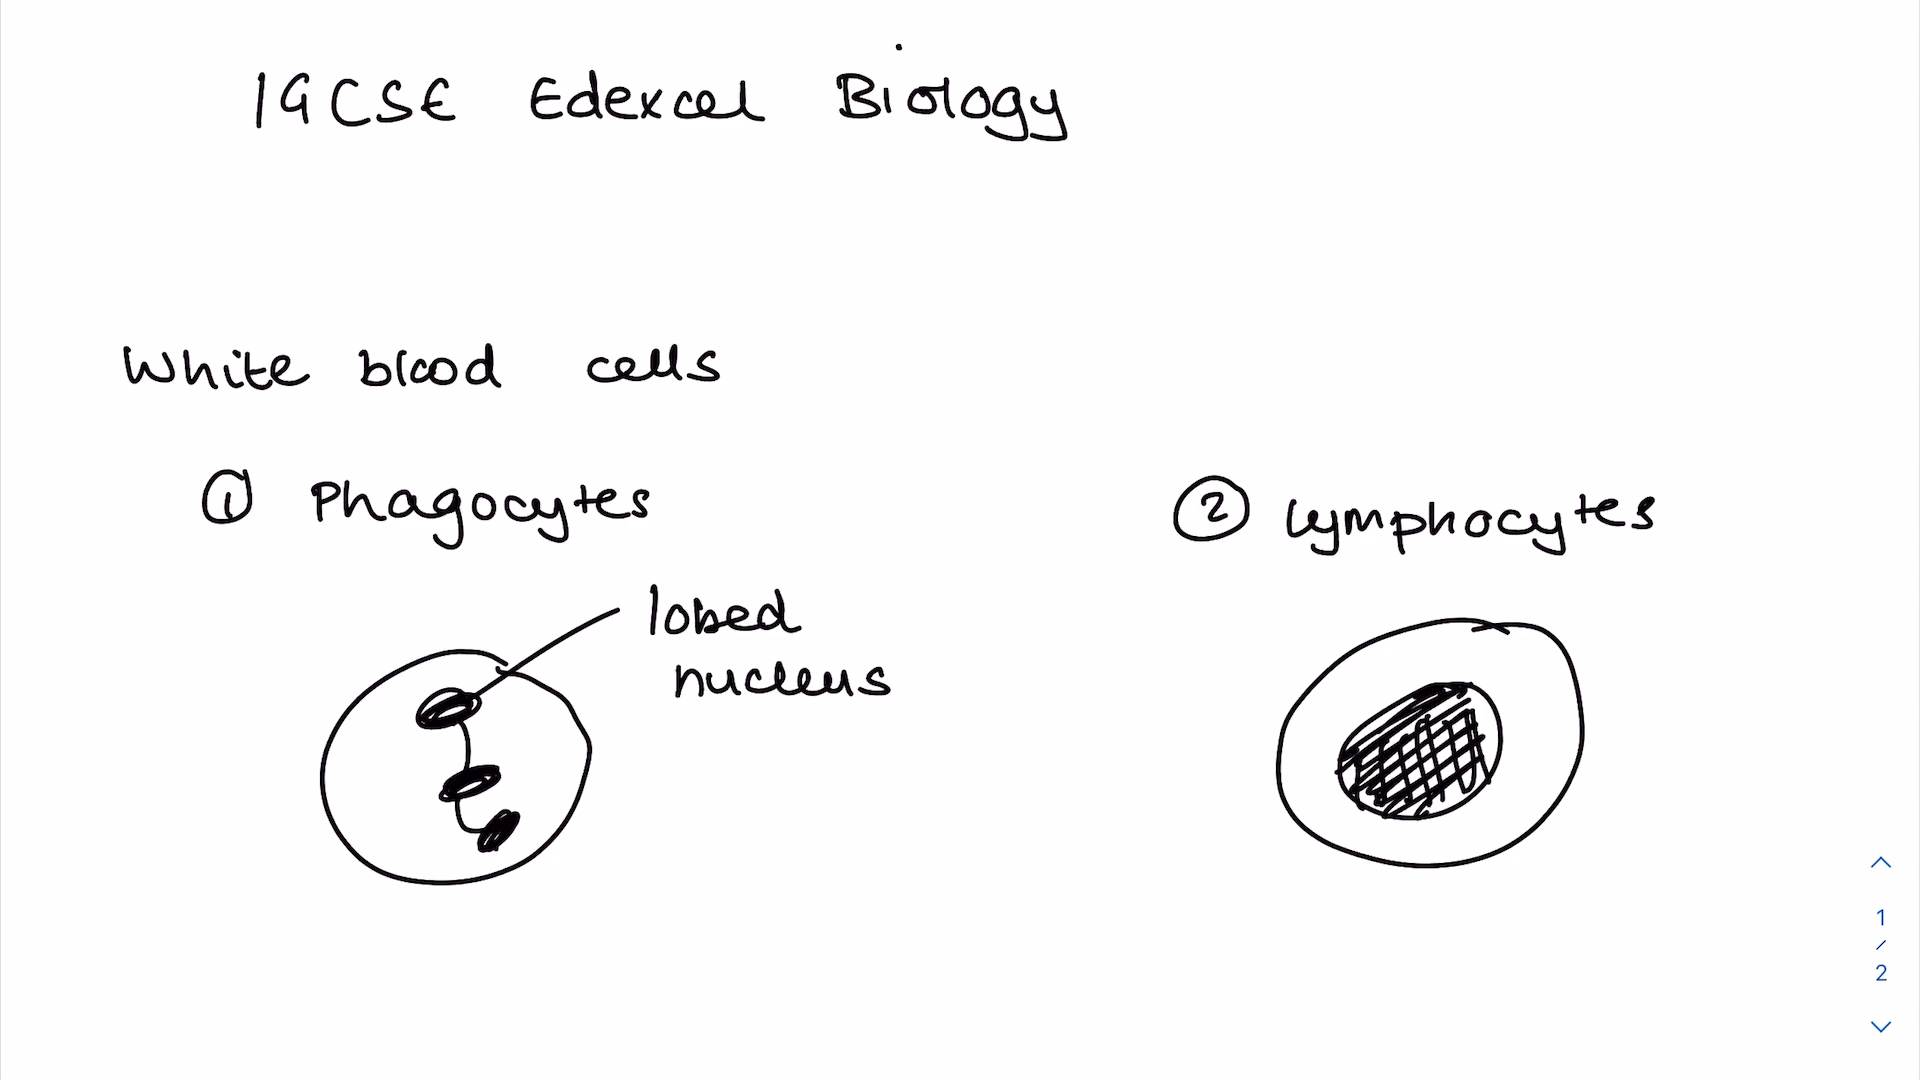 IGCSE Edexcel Biology
White blood cells
① Phagocytes
② Lymphocytes
lobed
nucleus
1
/
2